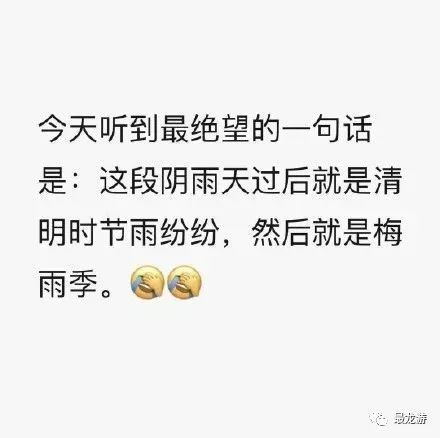 今天听到最绝望的一句话
是：这段阴雨天过后就是清
明时节雨纷纷，然后就是梅
雨季。🤦🤦
最龙游